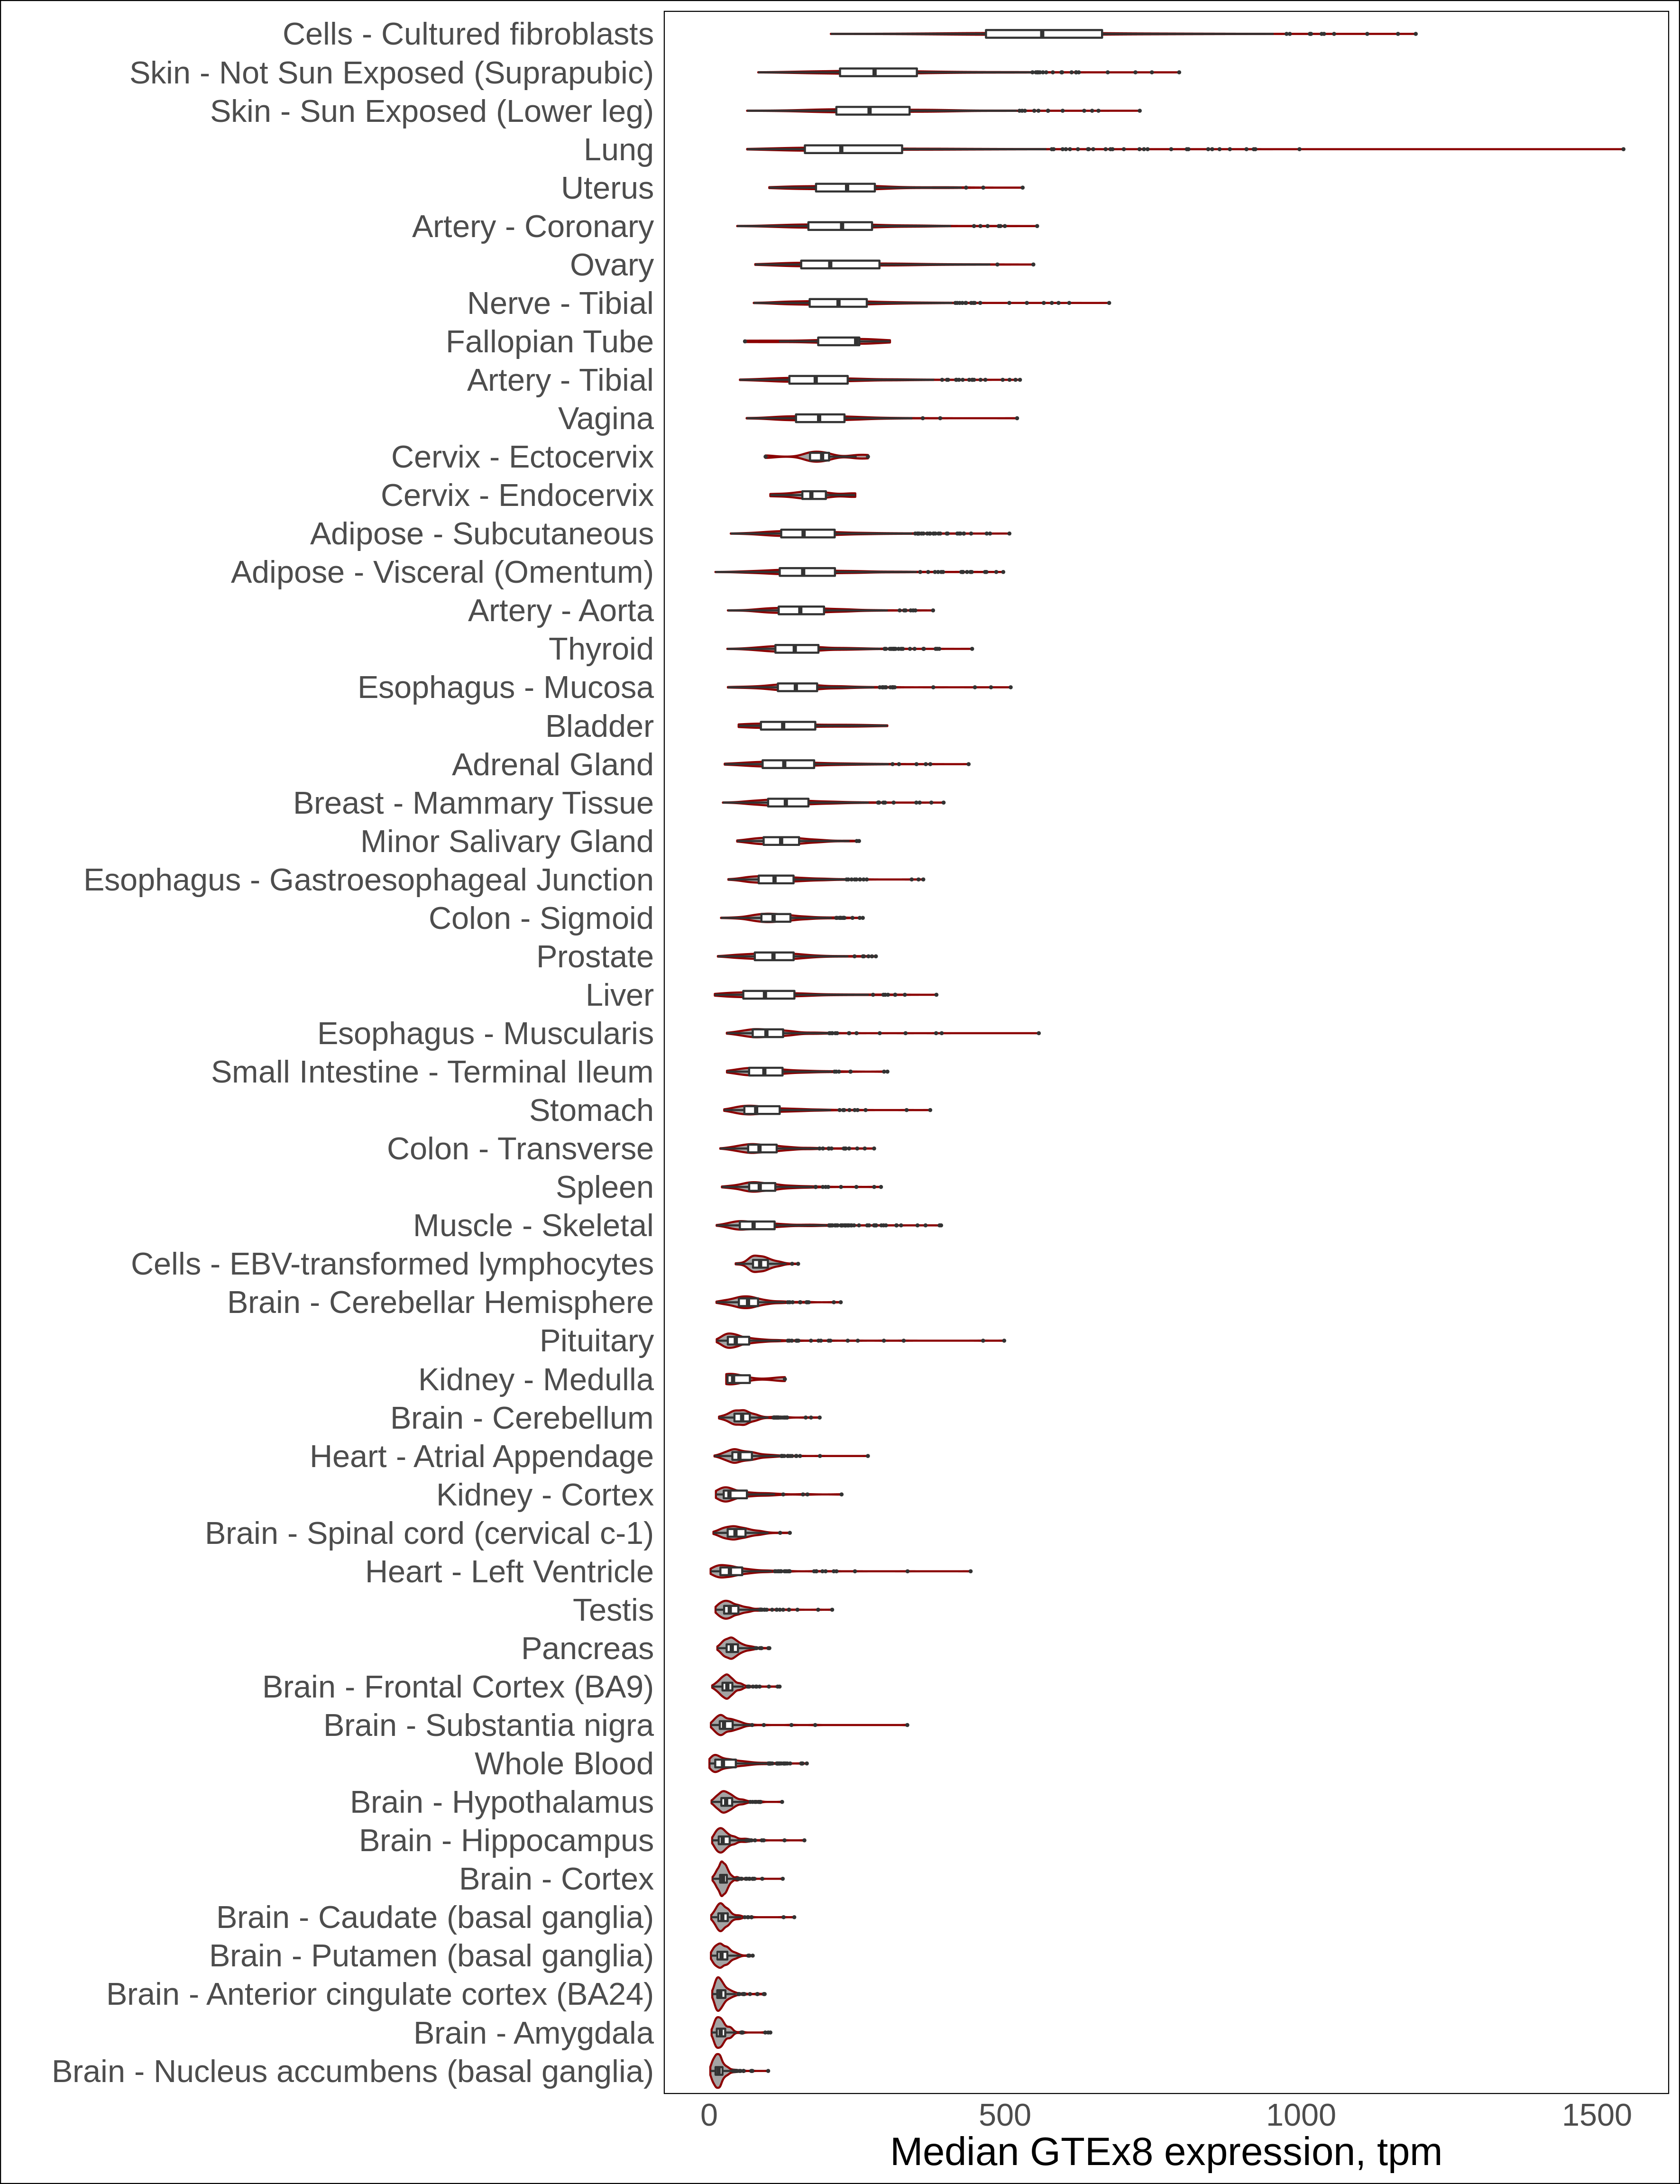 Cells - Cultured fibroblasts
Skin - Not Sun Exposed (Suprapubic)
Skin - Sun Exposed (Lower leg)
Lung
Uterus
Artery - Coronary
Ovary
Nerve - Tibial
Fallopian Tube
Artery - Tibial
Vagina
Cervix - Ectocervix
Cervix - Endocervix
Adipose - Subcutaneous
Adipose - Visceral (Omentum)
Artery - Aorta
Thyroid
Esophagus - Mucosa
Bladder
Adrenal Gland
Breast - Mammary Tissue
Minor Salivary Gland
Esophagus - Gastroesophageal Junction
Colon - Sigmoid
Prostate
Liver
Esophagus - Muscularis
Small Intestine - Terminal Ileum
Stomach
Colon - Transverse
Spleen
Muscle - Skeletal
Cells - EBV-transformed lymphocytes
Brain - Cerebellar Hemisphere
Pituitary
Kidney - Medulla
Brain - Cerebellum
Heart - Atrial Appendage
Kidney - Cortex
Brain - Spinal cord (cervical c-1)
Heart - Left Ventricle
Testis
Pancreas
Brain - Frontal Cortex (BA9)
Brain - Substantia nigra
Whole Blood
Brain - Hypothalamus
Brain - Hippocampus
Brain - Cortex
Brain - Caudate (basal ganglia)
Brain - Putamen (basal ganglia)
Brain - Anterior cingulate cortex (BA24)
Brain - Amygdala
Brain - Nucleus accumbens (basal ganglia)
0 500 1000 1500
Median GTEx8 expression, tpm